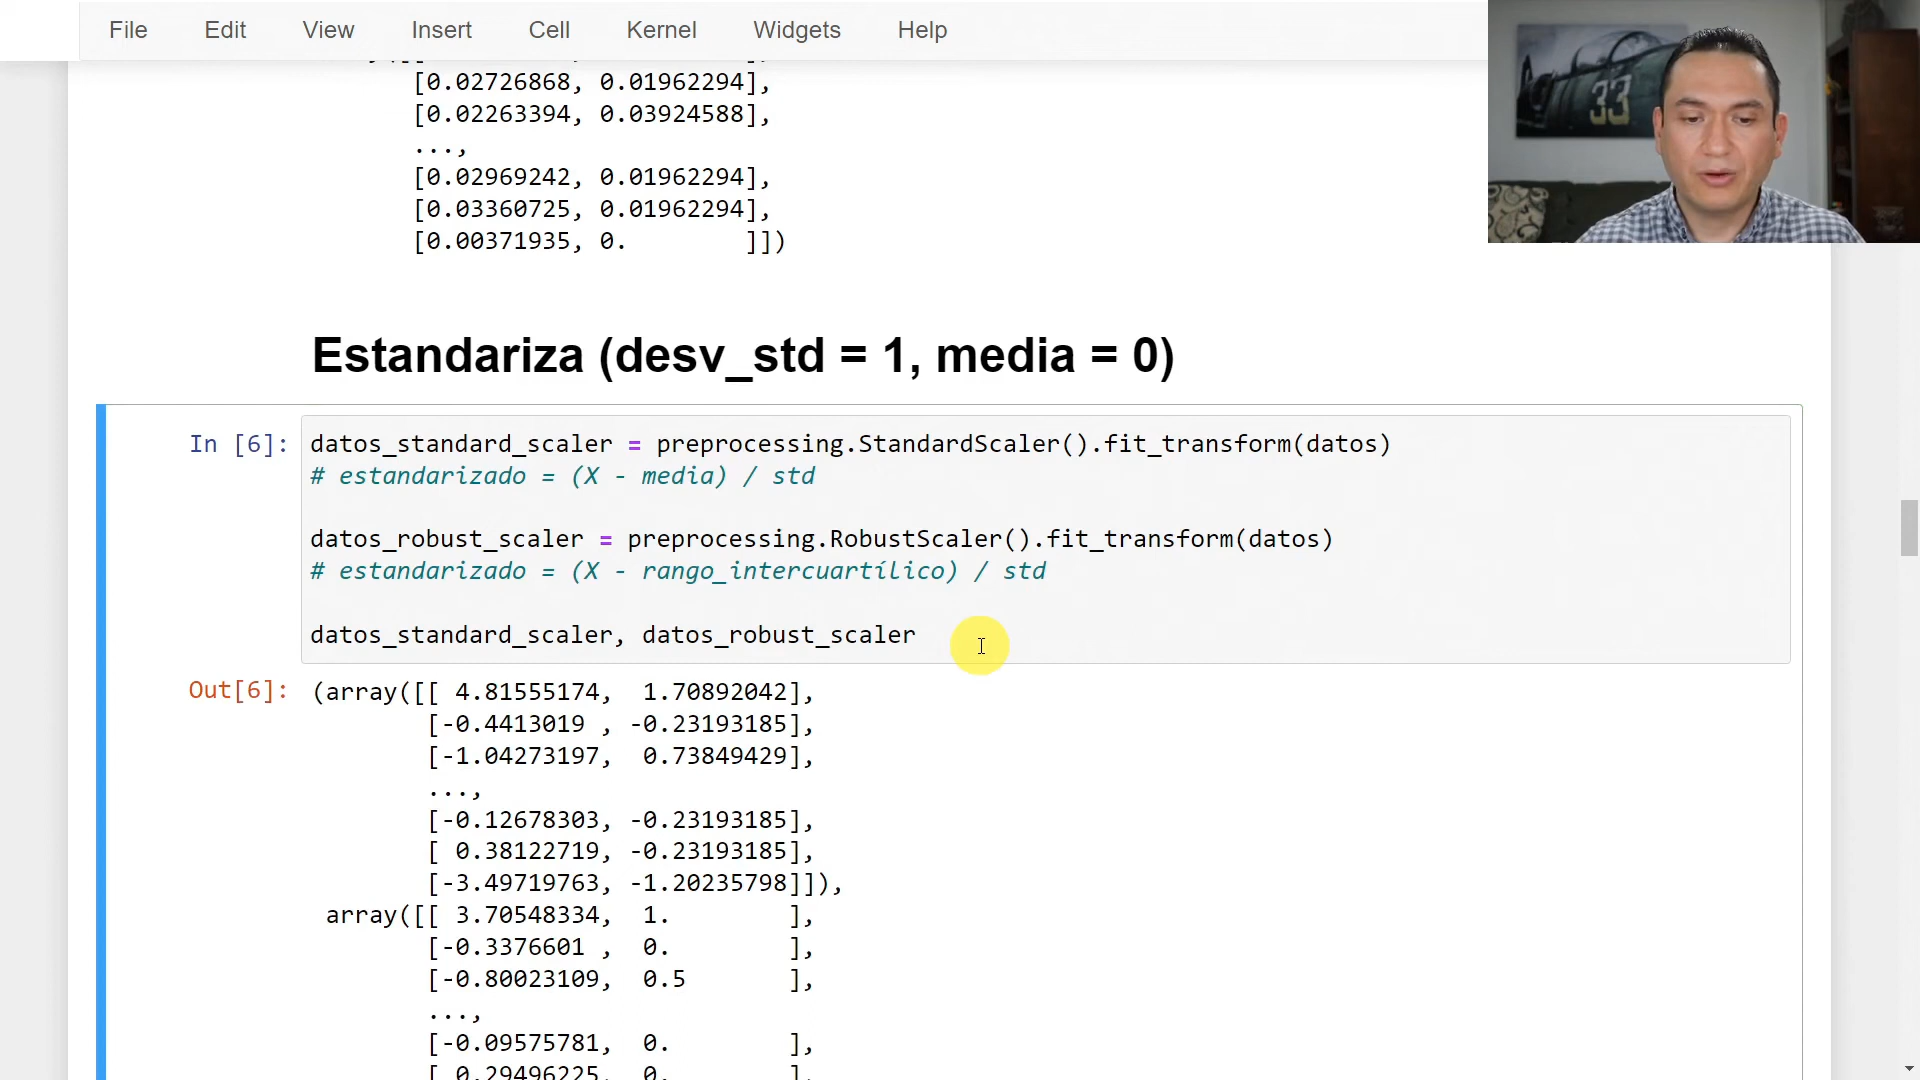 File Edit View Insert Cell Kernel Widgets Help
[0.02726868, 0.01962294],
[0.02263394, 0.03924588],
...,
[0.02969242, 0.01962294],
[0.03360725, 0.01962294],
[0.00371935, 0. ]])
33
Estandariza (desv_std = 1, media = 0)
In [6]: datos_standard_scaler = preprocessing.StandardScaler().fit_transform(datos)
# estandarizado = (X - media) / std
datos_robust_scaler = preprocessing.RobustScaler().fit_transform(datos)
# estandarizado = (X - rango_intercuartílico) / std
datos_standard_scaler, datos_robust_scaler
Out[6]: (array([[ 4.81555174, 1.70892042],
[-0.4413019 , -0.23193185],
[-1.04273197, 0.73849429],
...,
[-0.12678303, -0.23193185],
[ 0.38122719, -0.23193185],
[-3.49719763, -1.20235798]]),
array([[ 3.70548334, 1. ],
[-0.3376601 , 0. ],
[-0.80023109, 0.5 ],
...,
[-0.09575781, 0. ],
[ 0.29496225, 0. ],